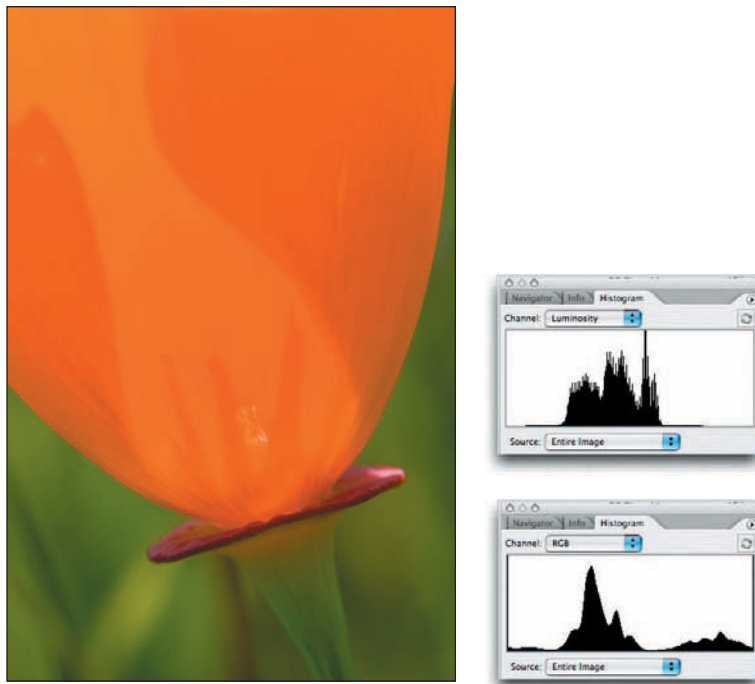 Navigator Info Histogram
Channel: Luminosity
Source: Entire Image
Navigator Info Histogram
Channel: RGB
Source: Entire Image